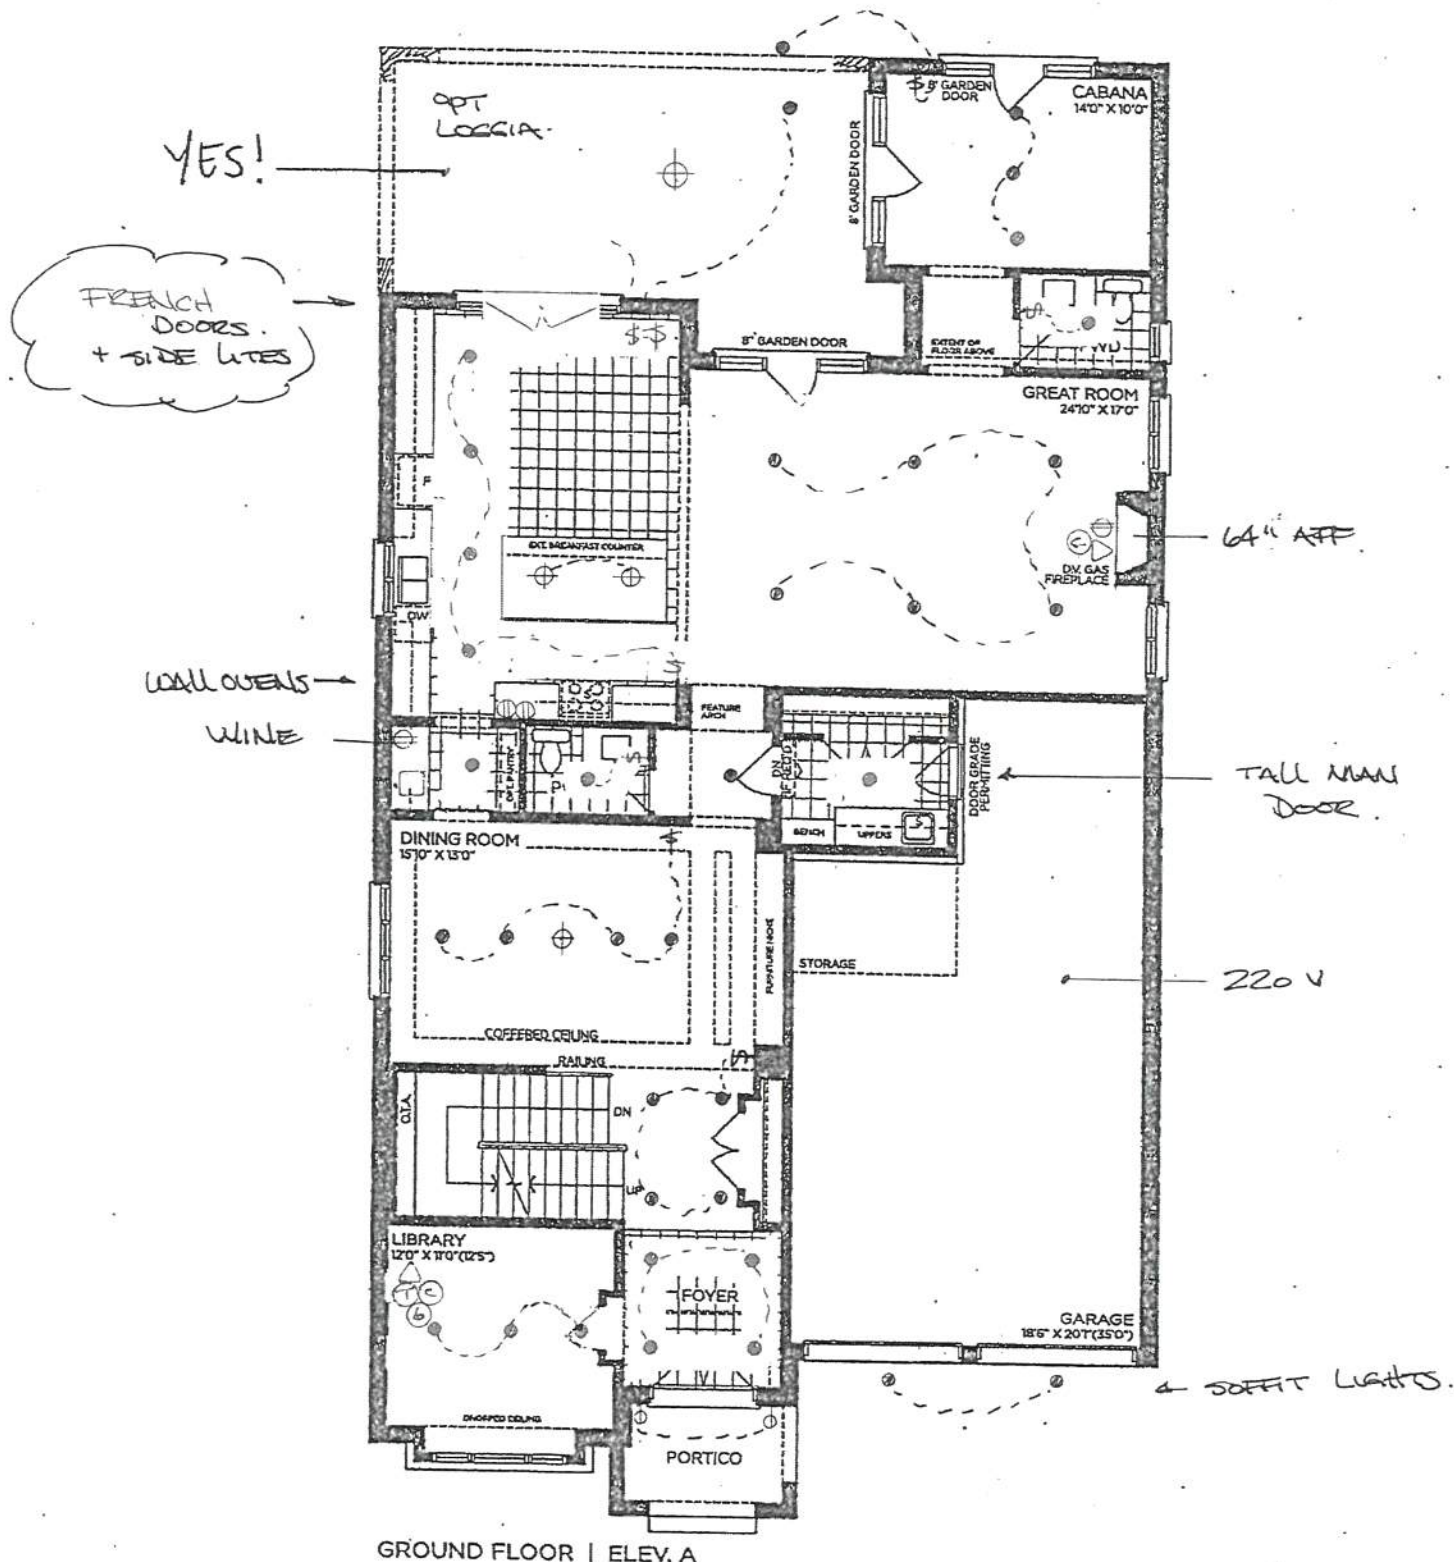 OPT
LOGGIA.
YES!
8' GARDEN
DOOR
CABANA
14'0" X 10'0"
8' GARDEN DOOR
FRENCH
DOORS.
+ SIDE LITES
$ $
8' GARDEN DOOR
EXTENT OF
FLOOR ABOVE
GREAT ROOM
24'10" X 17'0"
F
EXT. BREAKFAST COUNTER
64" AFF.
D.V. GAS
FIREPLACE
DW
WALL OVENS
WINE
FEATURE
ARCH
OPT. PANTRY
DN
IF REQ'D
DOOR GRADE
PERMITTING
TALL MAN
DOOR.
BENCH
UPPERS
DINING ROOM
15'10" X 13'0"
FURNITURE NICHE
STORAGE
220 V
COFFERED CEILING
RAILING
O.T.A.
DN
UP
LIBRARY
12'0" X 11'0"(12'5")
T C
6
FOYER
GARAGE
18'6" X 20'1"(35'0")
SOFFIT LIGHTS.
DROPPED CEILING
PORTICO
GROUND FLOOR | ELEV. A